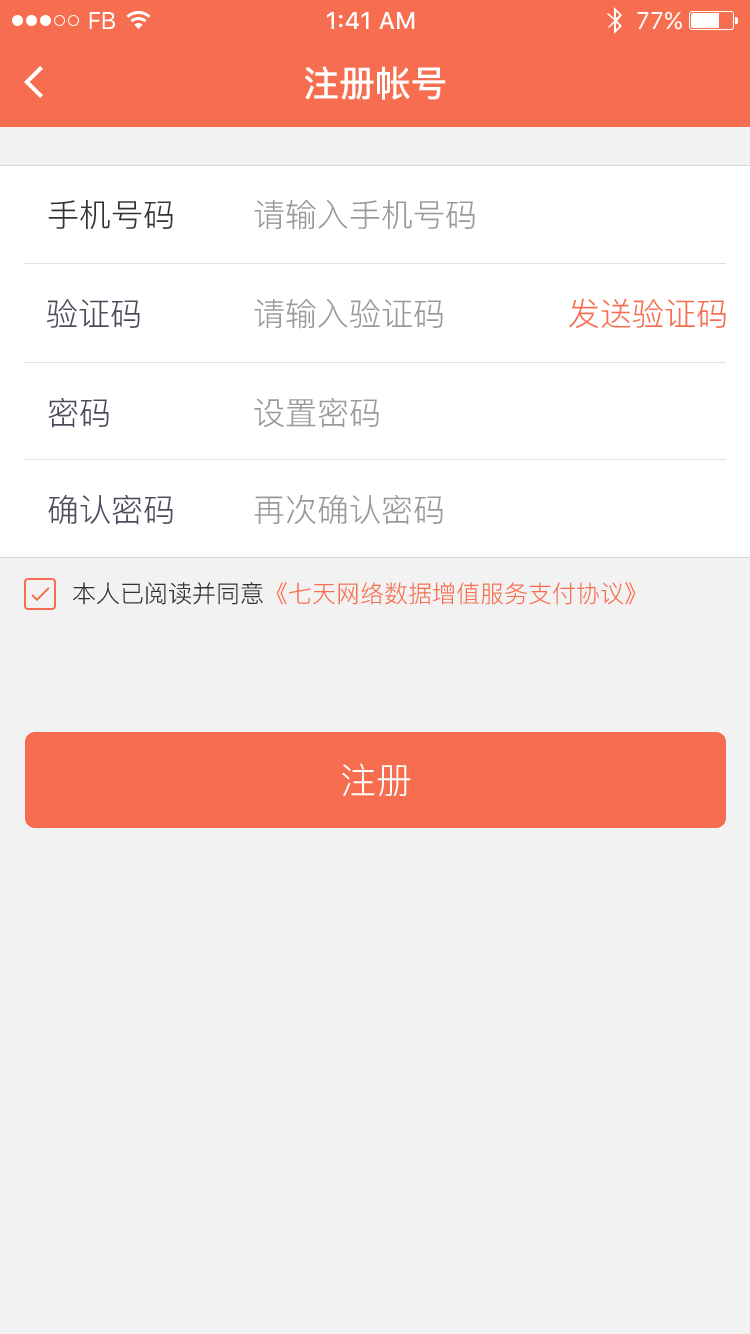 FB 1:41 AM 77%
注册帐号
手机号码 请输入手机号码
验证码 请输入验证码 发送验证码
密码 设置密码
确认密码 再次确认密码
本人已阅读并同意《七天网络数据增值服务支付协议》
注册